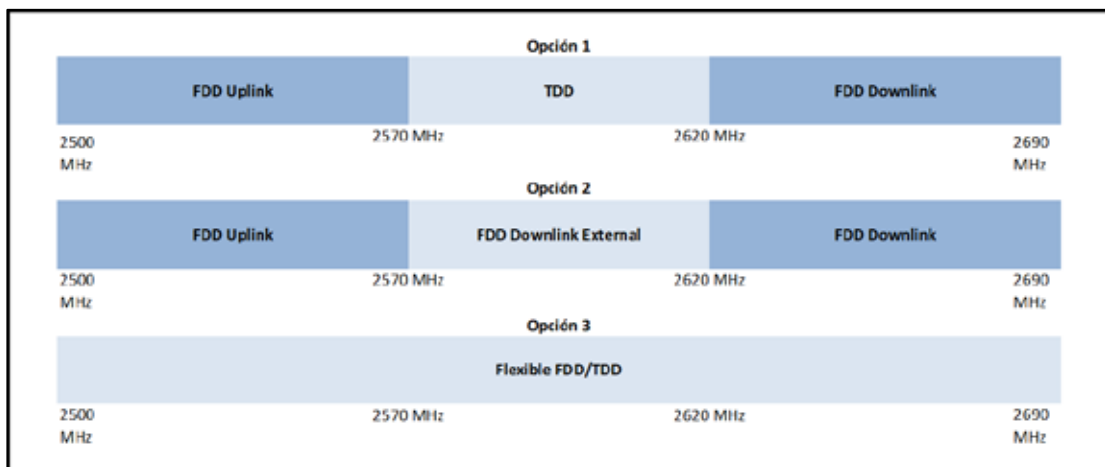 Opción 1
FDD Uplink TDD FDD Downlink
2500 MHz 2570 MHz 2620 MHz 2690 MHz
Opción 2
FDD Uplink FDD Downlink External FDD Downlink
2500 MHz 2570 MHz 2620 MHz 2690 MHz
Opción 3
Flexible FDD/TDD
2500 MHz 2570 MHz 2620 MHz 2690 MHz